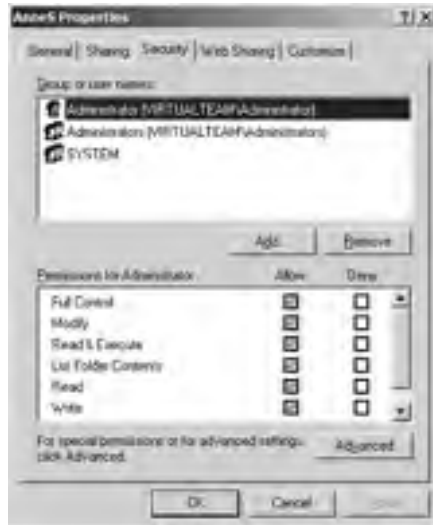 AnneS Properties
? X
General Sharing Security Web Sharing Customize
Group or user names:
Administrator (VIRTUALTEAM\Administrator)
Administrators (VIRTUALTEAM\Administrators)
SYSTEM
Add... Remove
Permissions for Administrator Allow Deny
Full Control
Modify
Read & Execute
List Folder Contents
Read
Write
For special permissions or for advanced settings,
click Advanced.
Advanced
OK Cancel Apply